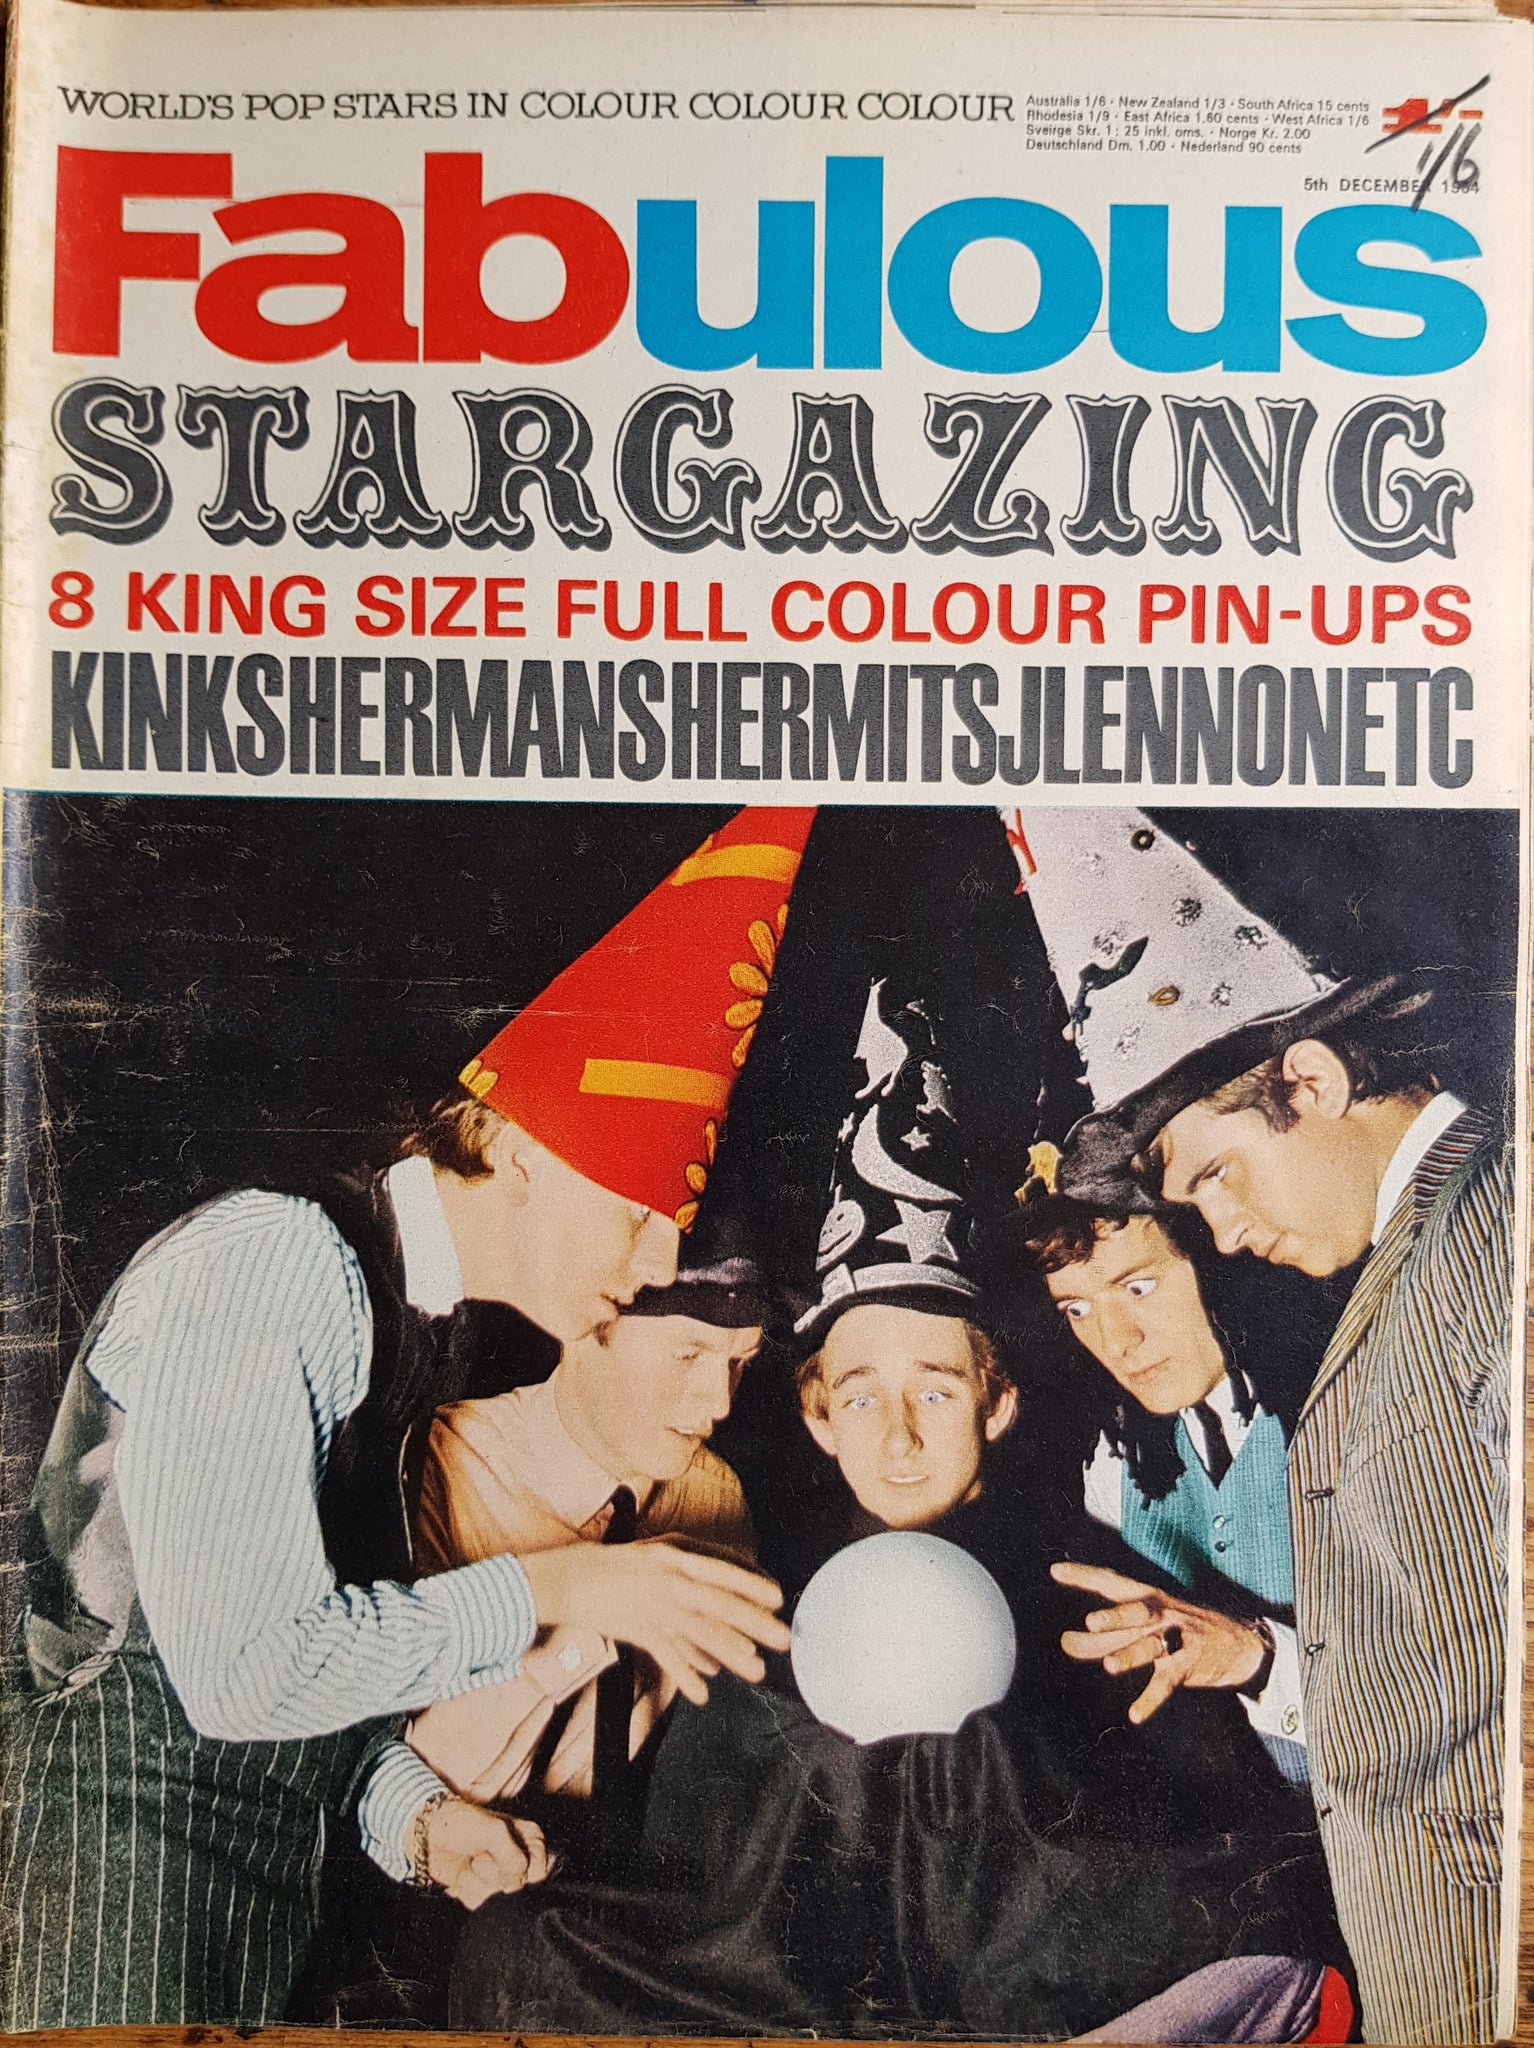 WORLD'S POP STARS IN COLOUR COLOUR COLOUR
Australia 1/6 · New Zealand 1/3 · South Africa 15 cents
Rhodesia 1/9 · East Africa 1.60 cents · West Africa 1/6
Sveirge Skr. 1 : 25 inkl. oms. · Norge Kr. 2.00
Deutschland Dm. 1.00 · Nederland 90 cents
1/6
5th DECEMBER 1964
Fabulous
STARGAZING
8 KING SIZE FULL COLOUR PIN-UPS
KINKSHERMANSHERMITSJLENNONETC